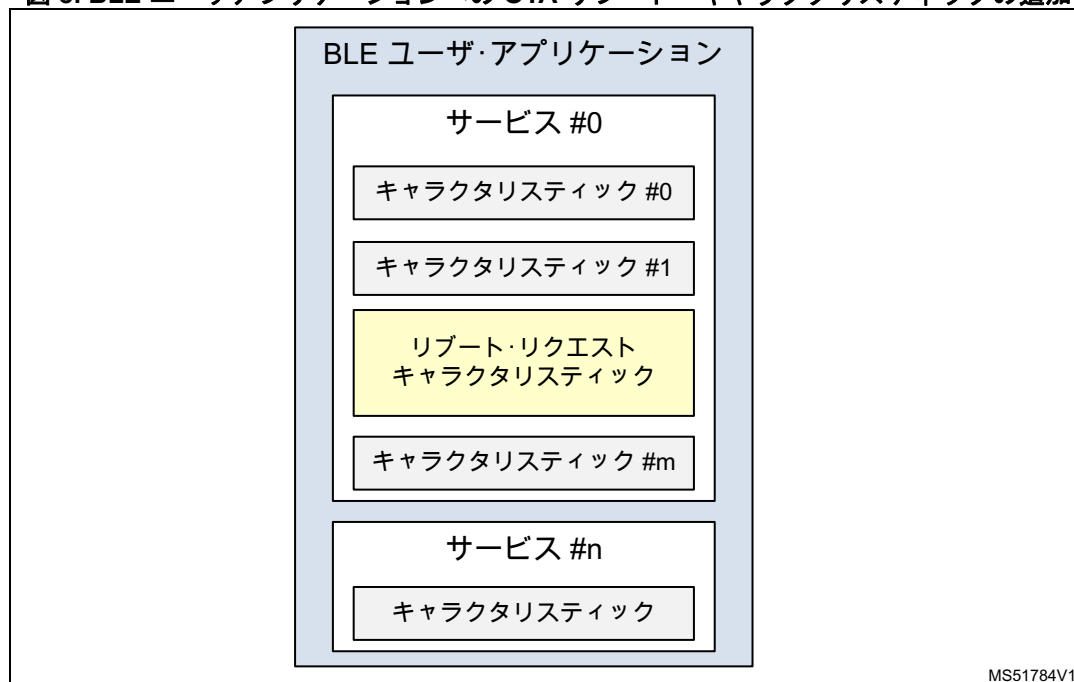 BLE ユーザ·アプリケーション
サービス #0
キャラクタリスティック #0
キャラクタリスティック #1
リブート·リクエスト
キャラクタリスティック
キャラクタリスティック #m
サービス #n
キャラクタリスティック
MS51784V1